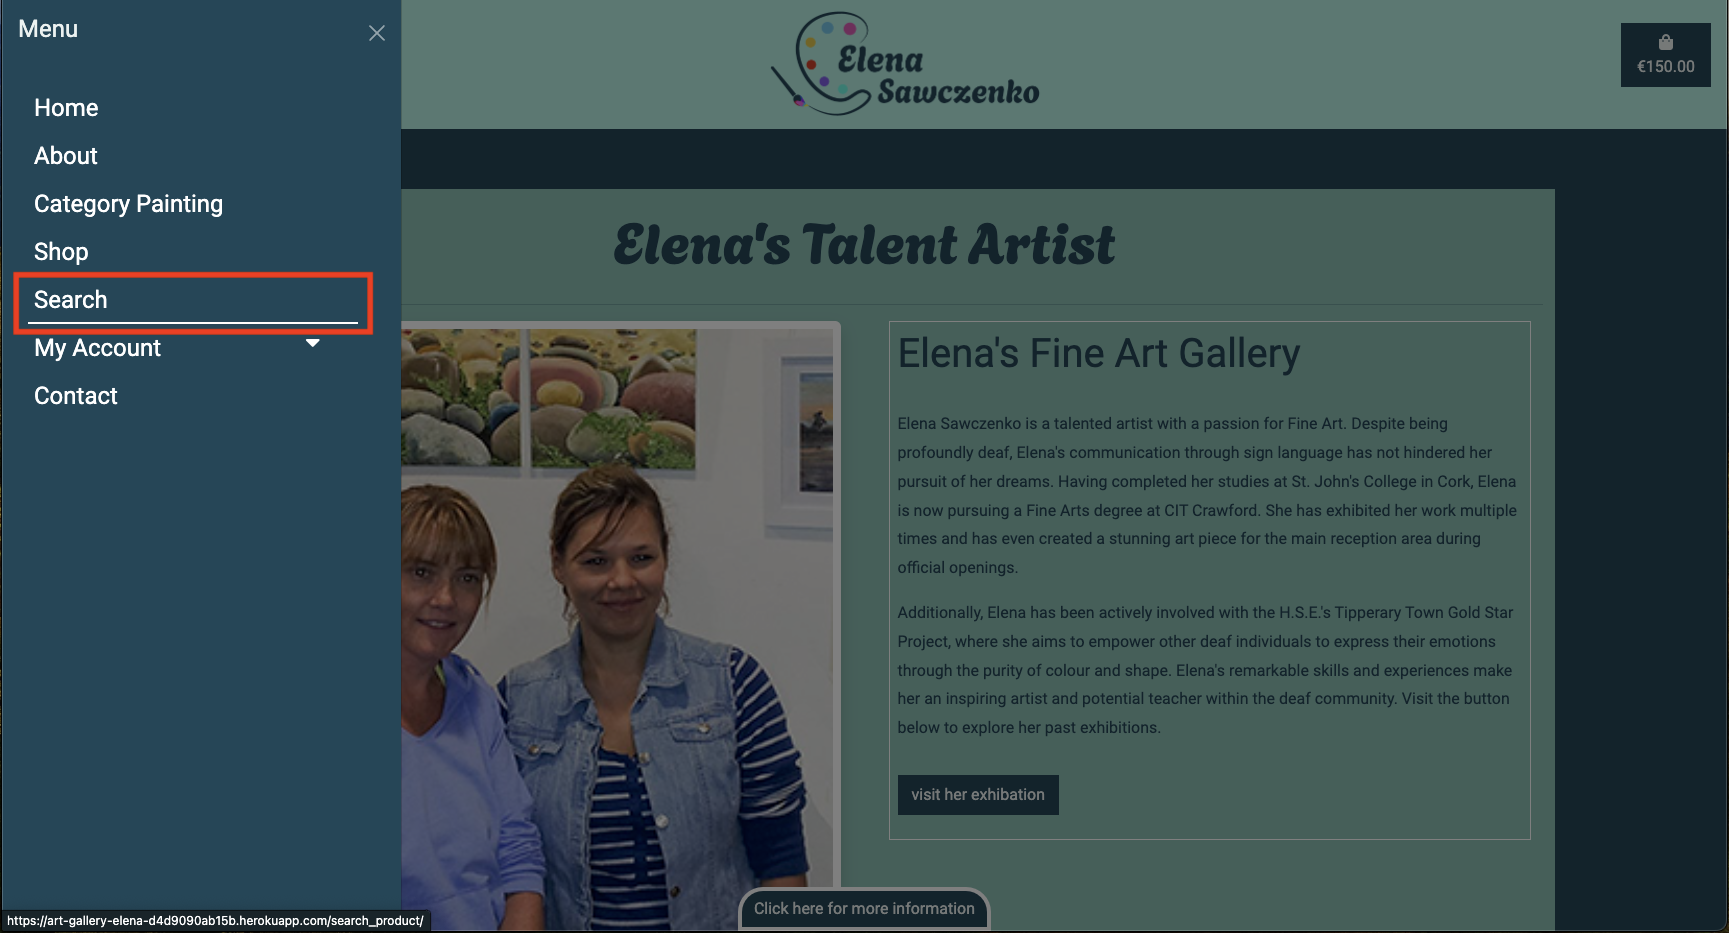 Menu
Home
About
Category Painting
Shop
Search
My Account
Contact
Elena
Sawczenko
€150.00
Elena's Talent Artist
Elena's Fine Art Gallery
Elena Sawczenko is a talented artist with a passion for Fine Art. Despite being
profoundly deaf, Elena's communication through sign language has not hindered her
pursuit of her dreams. Having completed her studies at St. John's College in Cork, Elena
is now pursuing a Fine Arts degree at CIT Crawford. She has exhibited her work multiple
times and has even created a stunning art piece for the main reception area during
official openings.
Additionally, Elena has been actively involved with the H.S.E.'s Tipperary Town Gold Star
Project, where she aims to empower other deaf individuals to express their emotions
through the purity of colour and shape. Elena's remarkable skills and experiences make
her an inspiring artist and potential teacher within the deaf community. Visit the button
below to explore her past exhibitions.
visit her exhibation
Click here for more information
https://art-gallery-elena-d4d9090ab15b.herokuapp.com/search_product/